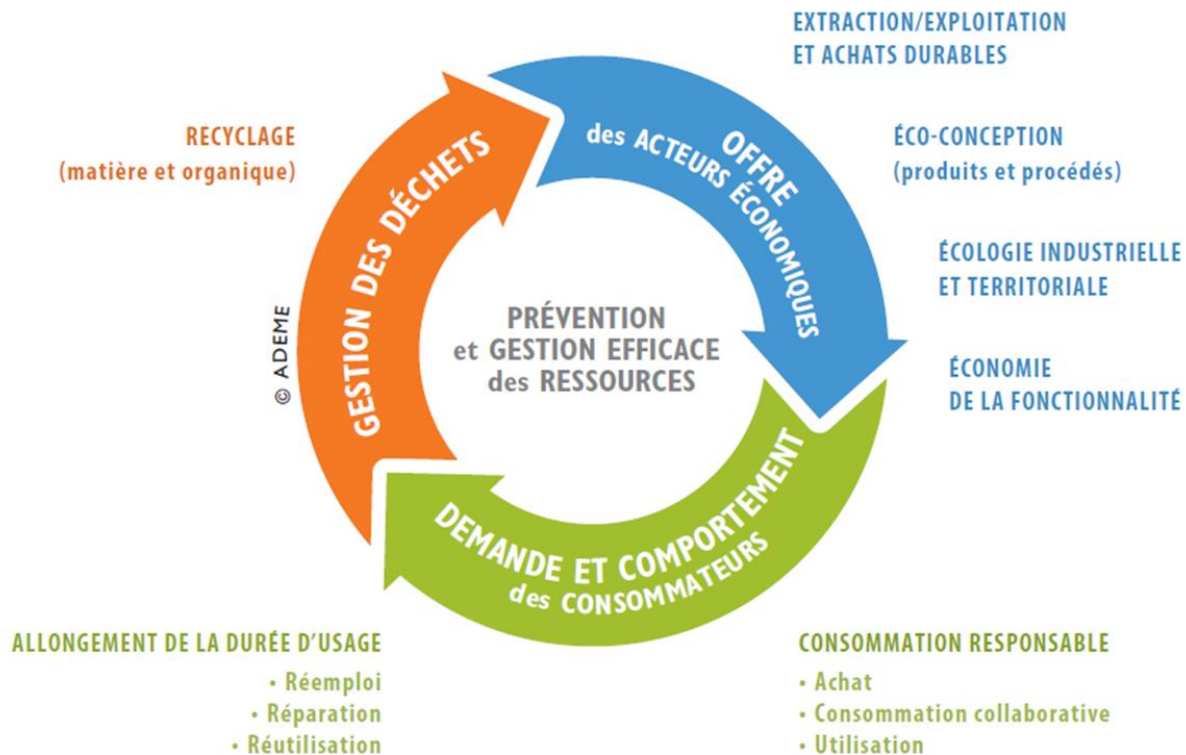 EXTRACTION/EXPLOITATION
ET ACHATS DURABLES
RECYCLAGE
(matière et organique)
ÉCO-CONCEPTION
(produits et procédés)
ÉCOLOGIE INDUSTRIELLE
ET TERRITORIALE
ÉCONOMIE
DE LA FONCTIONNALITÉ
OFFRE
des ACTEURS ÉCONOMIQUES
GESTION DES DÉCHETS
© ADEME
PRÉVENTION
et GESTION EFFICACE
des RESSOURCES
DEMANDE ET COMPORTEMENT
des CONSOMMATEURS
ALLONGEMENT DE LA DURÉE D’USAGE
• Réemploi
• Réparation
• Réutilisation
CONSOMMATION RESPONSABLE
• Achat
• Consommation collaborative
• Utilisation